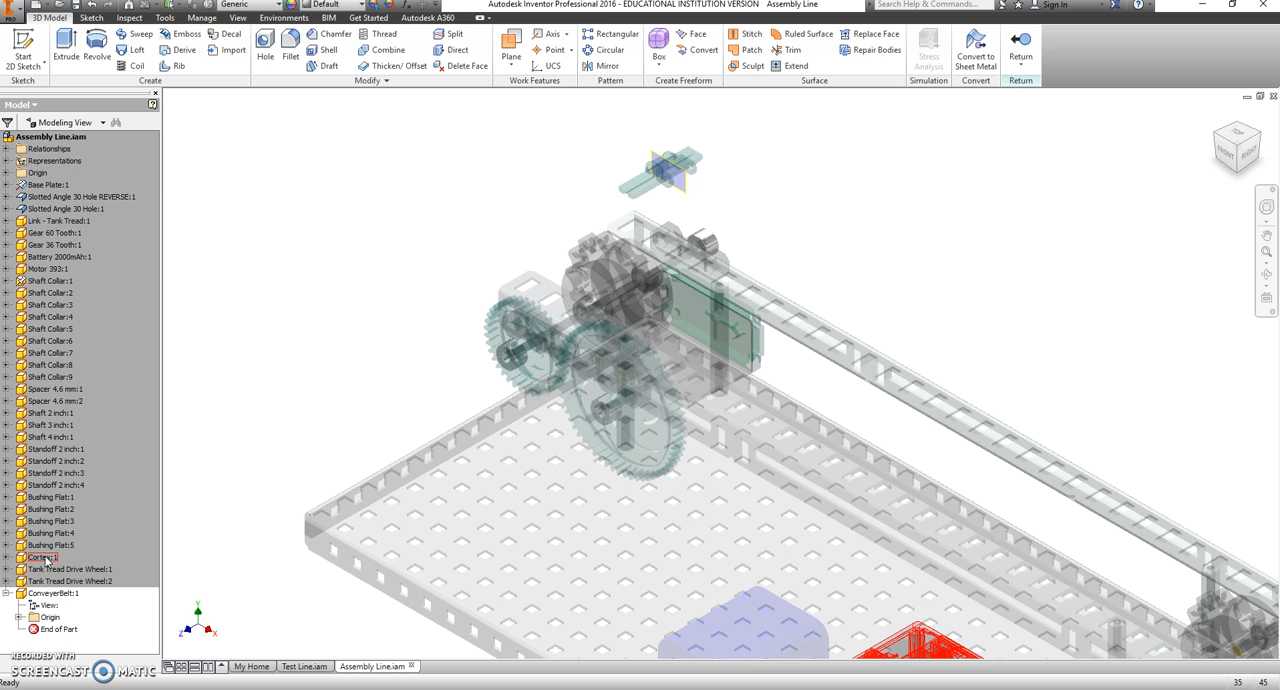 Generic
Default
Autodesk Inventor Professional 2016 - EDUCATIONAL INSTITUTION VERSION Assembly Line
Search Help & Commands...
Sign In
PRO
3D Model Sketch Inspect Tools Manage View Environments BIM Get Started Autodesk A360
Start
2D Sketch
Extrude
Revolve
Sweep
Emboss
Decal
Loft
Derive
Import
Coil
Rib
Hole
Fillet
Chamfer
Thread
Split
Shell
Combine
Direct
Draft
Thicken/ Offset
Delete Face
Plane
Axis
Point
UCS
Rectangular
Circular
Mirror
Box
Face
Convert
Stitch
Ruled Surface
Replace Face
Patch
Trim
Repair Bodies
Sculpt
Extend
Stress
Analysis
Convert to
Sheet Metal
Return
Sketch
Create
Modify
Work Features
Pattern
Create Freeform
Surface
Simulation
Convert
Return
Model
Modeling View
Assembly Line.iam
Relationships
Representations
Origin
Base Plate:1
Slotted Angle 30 Hole REVERSE:1
Slotted Angle 30 Hole:1
Link - Tank Tread:1
Gear 60 Tooth:1
Gear 36 Tooth:1
Battery 2000mAh:1
Motor 393:1
Shaft Collar:1
Shaft Collar:2
Shaft Collar:3
Shaft Collar:4
Shaft Collar:5
Shaft Collar:6
Shaft Collar:7
Shaft Collar:8
Shaft Collar:9
Spacer 4.6 mm:1
Spacer 4.6 mm:2
Shaft 2 inch:1
Shaft 3 inch:1
Shaft 4 inch:1
Standoff 2 inch:1
Standoff 2 inch:2
Standoff 2 inch:3
Standoff 2 inch:4
Bushing Flat:1
Bushing Flat:2
Bushing Flat:3
Bushing Flat:4
Bushing Flat:5
Cortex:1
Tank Tread Drive Wheel:1
Tank Tread Drive Wheel:2
ConveyerBelt:1
View:
Origin
End of Part
TOP
FRONT
RIGHT
Y
Z
X
RECORDED WITH
SCREENCAST MATIC
My Home
Test Line.iam
Assembly Line.iam
Ready
35
45